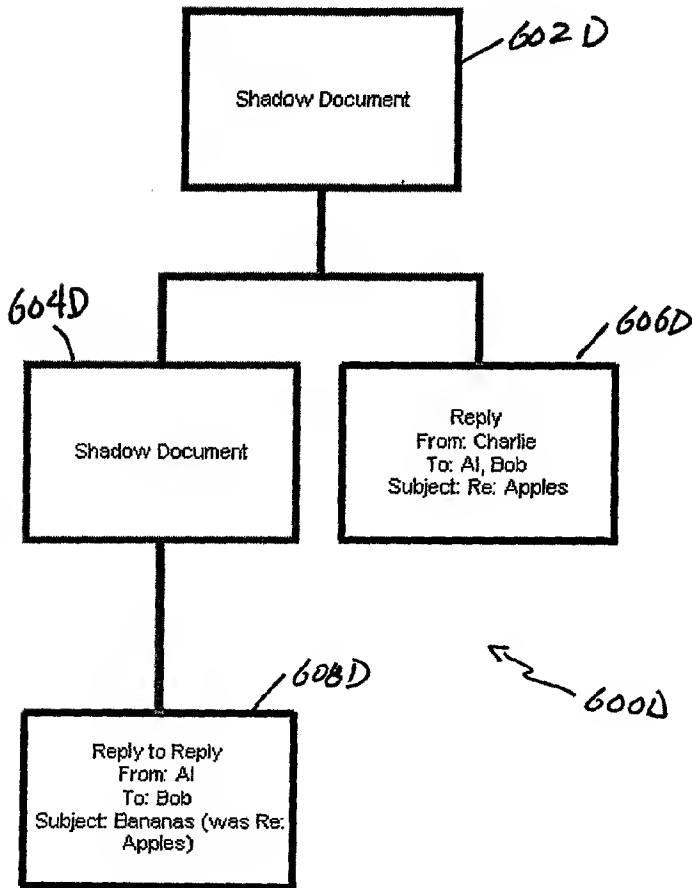 602D
Shadow Document
604D
606D
Shadow Document
Reply
From: Charlie
To: Al, Bob
Subject: Re: Apples
608D
600D
Reply to Reply
From: Al
To: Bob
Subject: Bananas (was Re:
Apples)